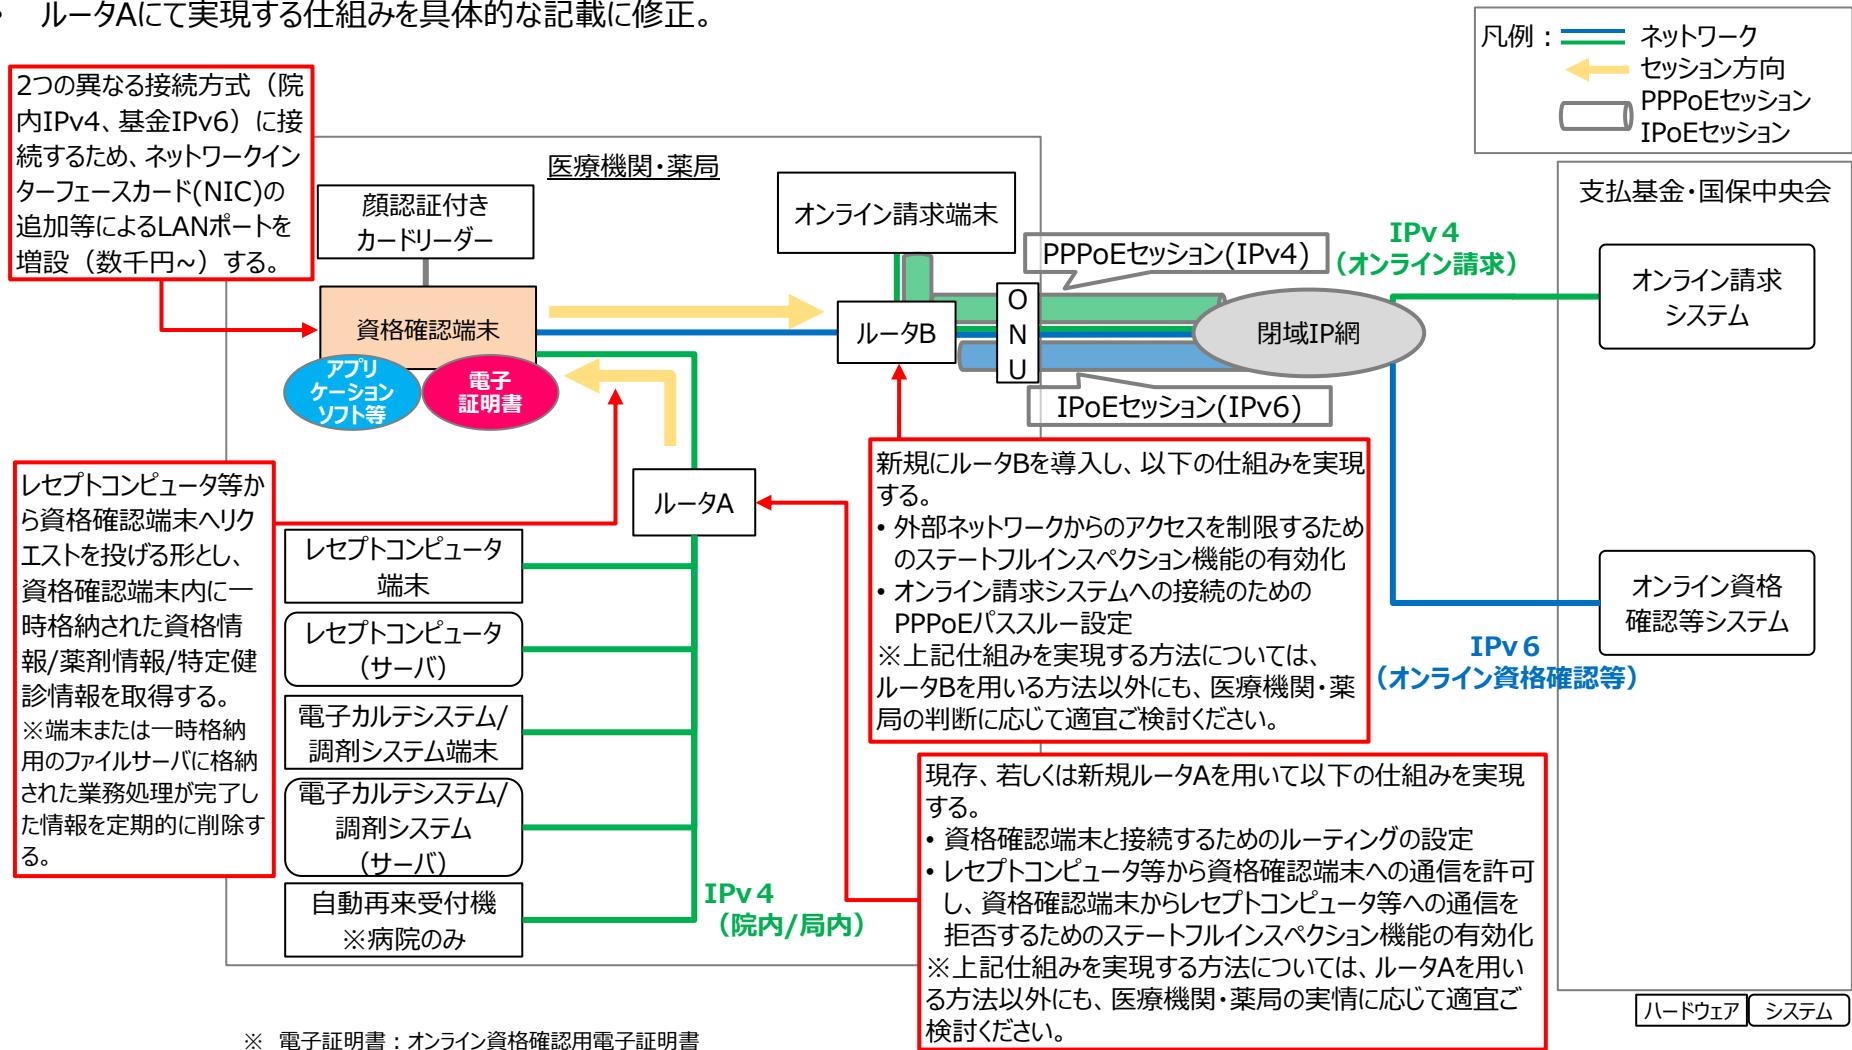 ・ ルータAにて実現する仕組みを具体的な記載に修正。
凡例：
ネットワーク
セッション方向
PPPoEセッション
IPoEセッション
2つの異なる接続方式（院
内IPv4、基金IPv6）に接
続するため、ネットワークイン
ターフェースカード(NIC)の
追加等によるLANポートを
増設（数千円~）する。
医療機関・薬局
顔認証付き
カードリーダー
オンライン請求端末
PPPoEセッション(IPv4)
IPv４
（オンライン請求）
支払基金・国保中央会
オンライン請求
システム
資格確認端末
ルータB
O
N
U
閉域IP網
アプリ
ケーション
ソフト等
電子
証明書
IPoEセッション(IPv6)
レセプトコンピュータ等か
ら資格確認端末へリク
エストを投げる形とし、
資格確認端末内に一
時格納された資格情
報/薬剤情報/特定健
診情報を取得する。
※端末または一時格納
用のファイルサーバに格納
された業務処理が完了し
た情報を定期的に削除す
る。
ルータA
新規にルータBを導入し、以下の仕組みを実現
する。
• 外部ネットワークからのアクセスを制限するため
のステートフルインスペクション機能の有効化
• オンライン請求システムへの接続のための
PPPoEパススルー設定
※上記仕組みを実現する方法については、
ルータBを用いる方法以外にも、医療機関・薬
局の判断に応じて適宜ご検討ください。
オンライン資格
確認等システム
IPv６
（オンライン資格確認等）
レセプトコンピュータ
端末
レセプトコンピュータ
（サーバ）
電子カルテシステム/
調剤システム端末
電子カルテシステム/
調剤システム
（サーバ）
自動再来受付機
※病院のみ
IPv４
（院内/局内）
現存、若しくは新規ルータAを用いて以下の仕組みを実現
する。
• 資格確認端末と接続するためのルーティングの設定
• レセプトコンピュータ等から資格確認端末への通信を許可
し、資格確認端末からレセプトコンピュータ等への通信を
拒否するためのステートフルインスペクション機能の有効化
※上記仕組みを実現する方法については、ルータAを用い
る方法以外にも、医療機関・薬局の実情に応じて適宜ご
検討ください。
ハードウェア
システム
※ 電子証明書：オンライン資格確認用電子証明書